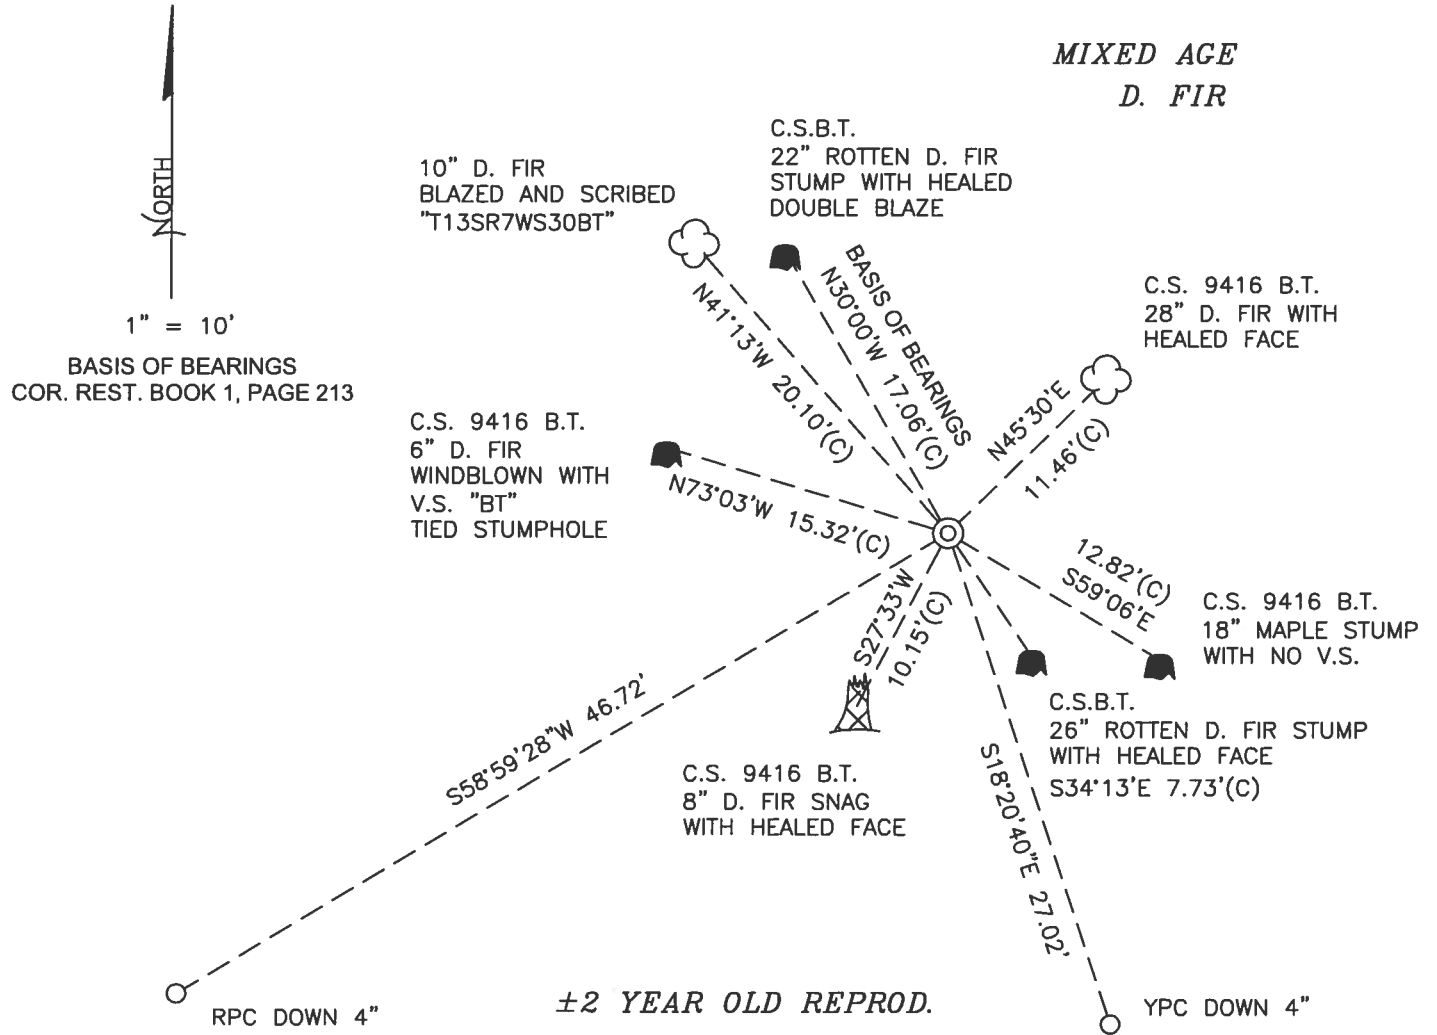 MIXED AGE
D. FIR
NORTH
1" = 10'
BASIS OF BEARINGS
COR. REST. BOOK 1, PAGE 213
10" D. FIR
BLAZED AND SCRIBED
"T13SR7WS30BT"
C.S.B.T.
22" ROTTEN D. FIR
STUMP WITH HEALED
DOUBLE BLAZE
C.S. 9416 B.T.
28" D. FIR WITH
HEALED FACE
N41°13'W 20.10'(C)
BASIS OF BEARINGS
N30°00'W 17.06'(C)
N45°30'E
11.46'(C)
C.S. 9416 B.T.
6" D. FIR
WINDBLOWN WITH
V.S. "BT"
TIED STUMPHOLE
N73°03'W 15.32'(C)
12.82'(C)
S59°06'E
C.S. 9416 B.T.
18" MAPLE STUMP
WITH NO V.S.
S27°33'W
10.15'(C)
S58°59'28"W 46.72'
C.S.B.T.
26" ROTTEN D. FIR STUMP
WITH HEALED FACE
S34°13'E 7.73'(C)
C.S. 9416 B.T.
8" D. FIR SNAG
WITH HEALED FACE
S18°20'40"E 27.02'
RPC DOWN 4"
±2 YEAR OLD REPROD.
YPC DOWN 4"